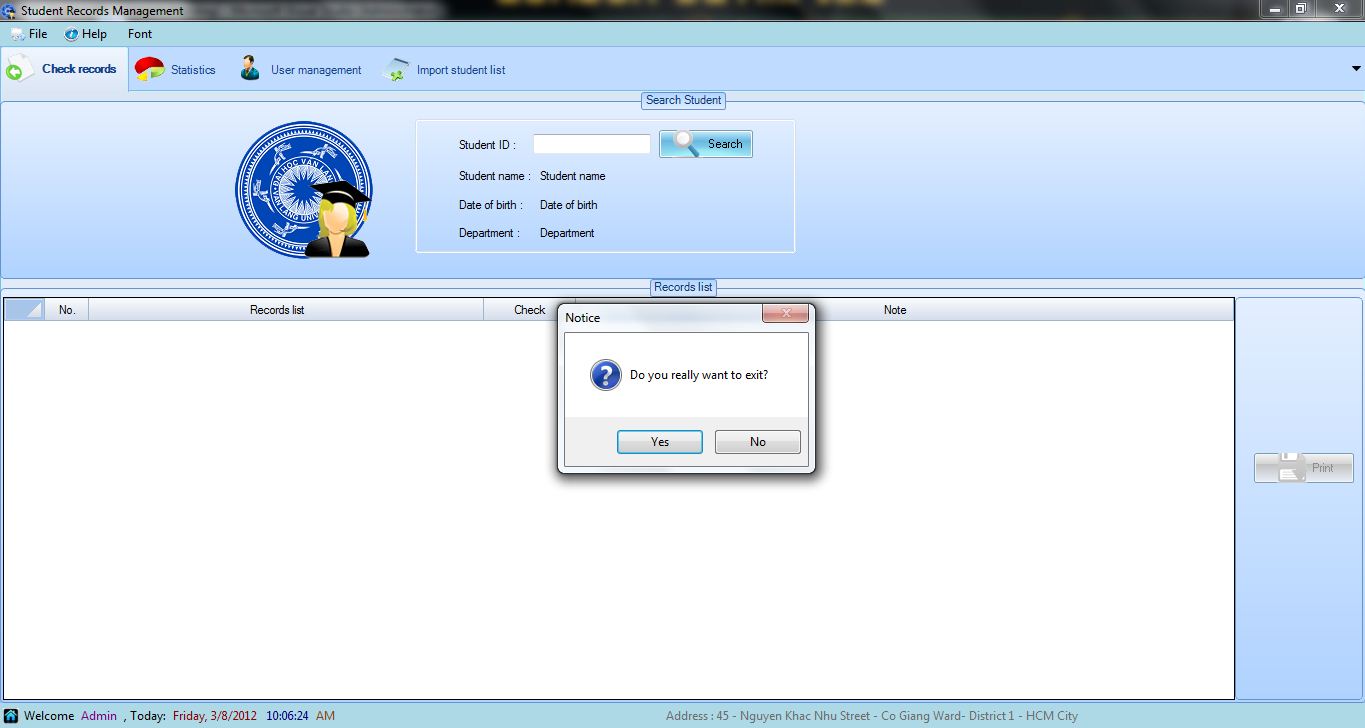 Student Records Management
File Help Font
Check records Statistics User management Import student list
Search Student
Student ID : Search
Student name : Student name
Date of birth : Date of birth
Department : Department
ĐẠI HỌC VĂN LANG
VAN LANG UNIVERSITY
Records list
No. Records list Check Note
Notice
Do you really want to exit?
Yes No
Print
Welcome Admin , Today: Friday, 3/8/2012 10:06:24 AM Address : 45 - Nguyen Khac Nhu Street - Co Giang Ward- District 1 - HCM City